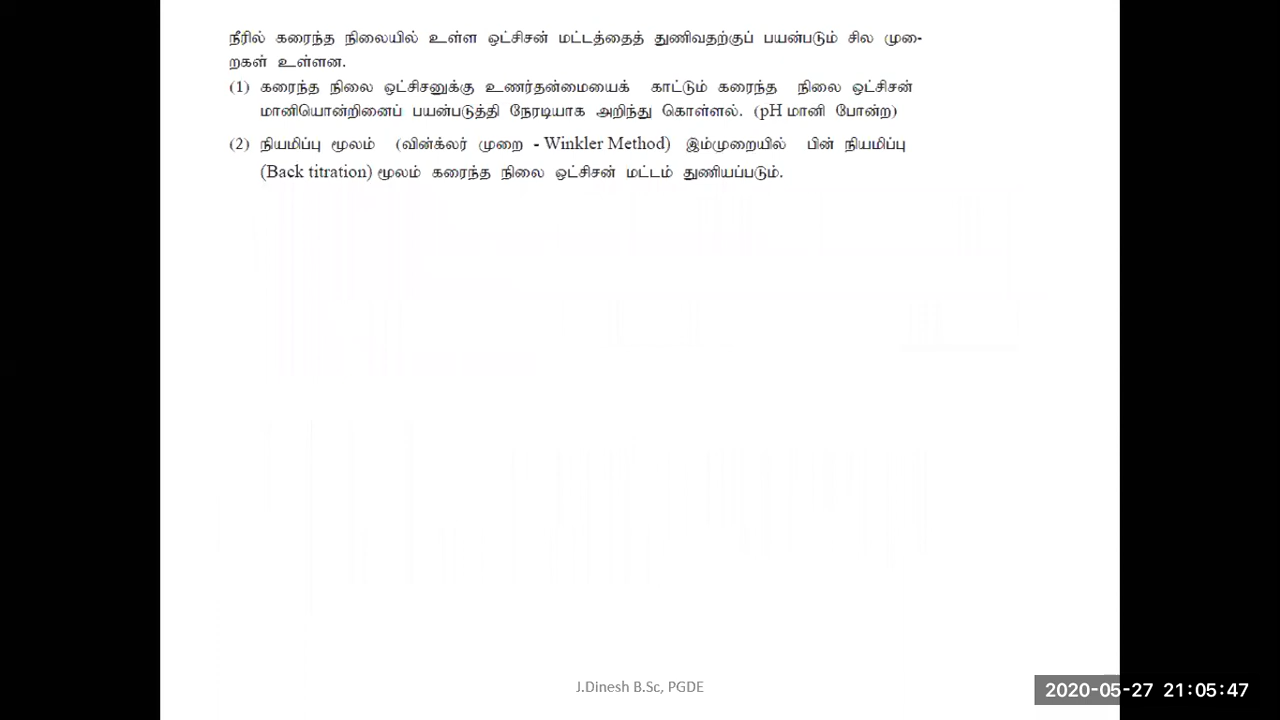 நீரில் கரைந்த நிலையில் உள்ள ஒட்சிசன் மட்டத்தைத் துணிவதற்குப் பயன்படும் சில முறை-
றகள் உள்ளன.
(1) கரைந்த நிலை ஒட்சிசனுக்கு உணர்தன்மையைக் காட்டும் கரைந்த நிலை ஒட்சிசன்
மானியொன்றினைப் பயன்படுத்தி நேரடியாக அறிந்து கொள்ளல். (pH மானி போன்ற)
(2) நியமிப்பு மூலம் (வின்க்லர் முறை - Winkler Method) இம்முறையில் பின் நியமிப்பு
(Back titration) மூலம் கரைந்த நிலை ஒட்சிசன் மட்டம் துணியப்படும்.
J.Dinesh B.Sc, PGDE
2020-05-27 21:05:47